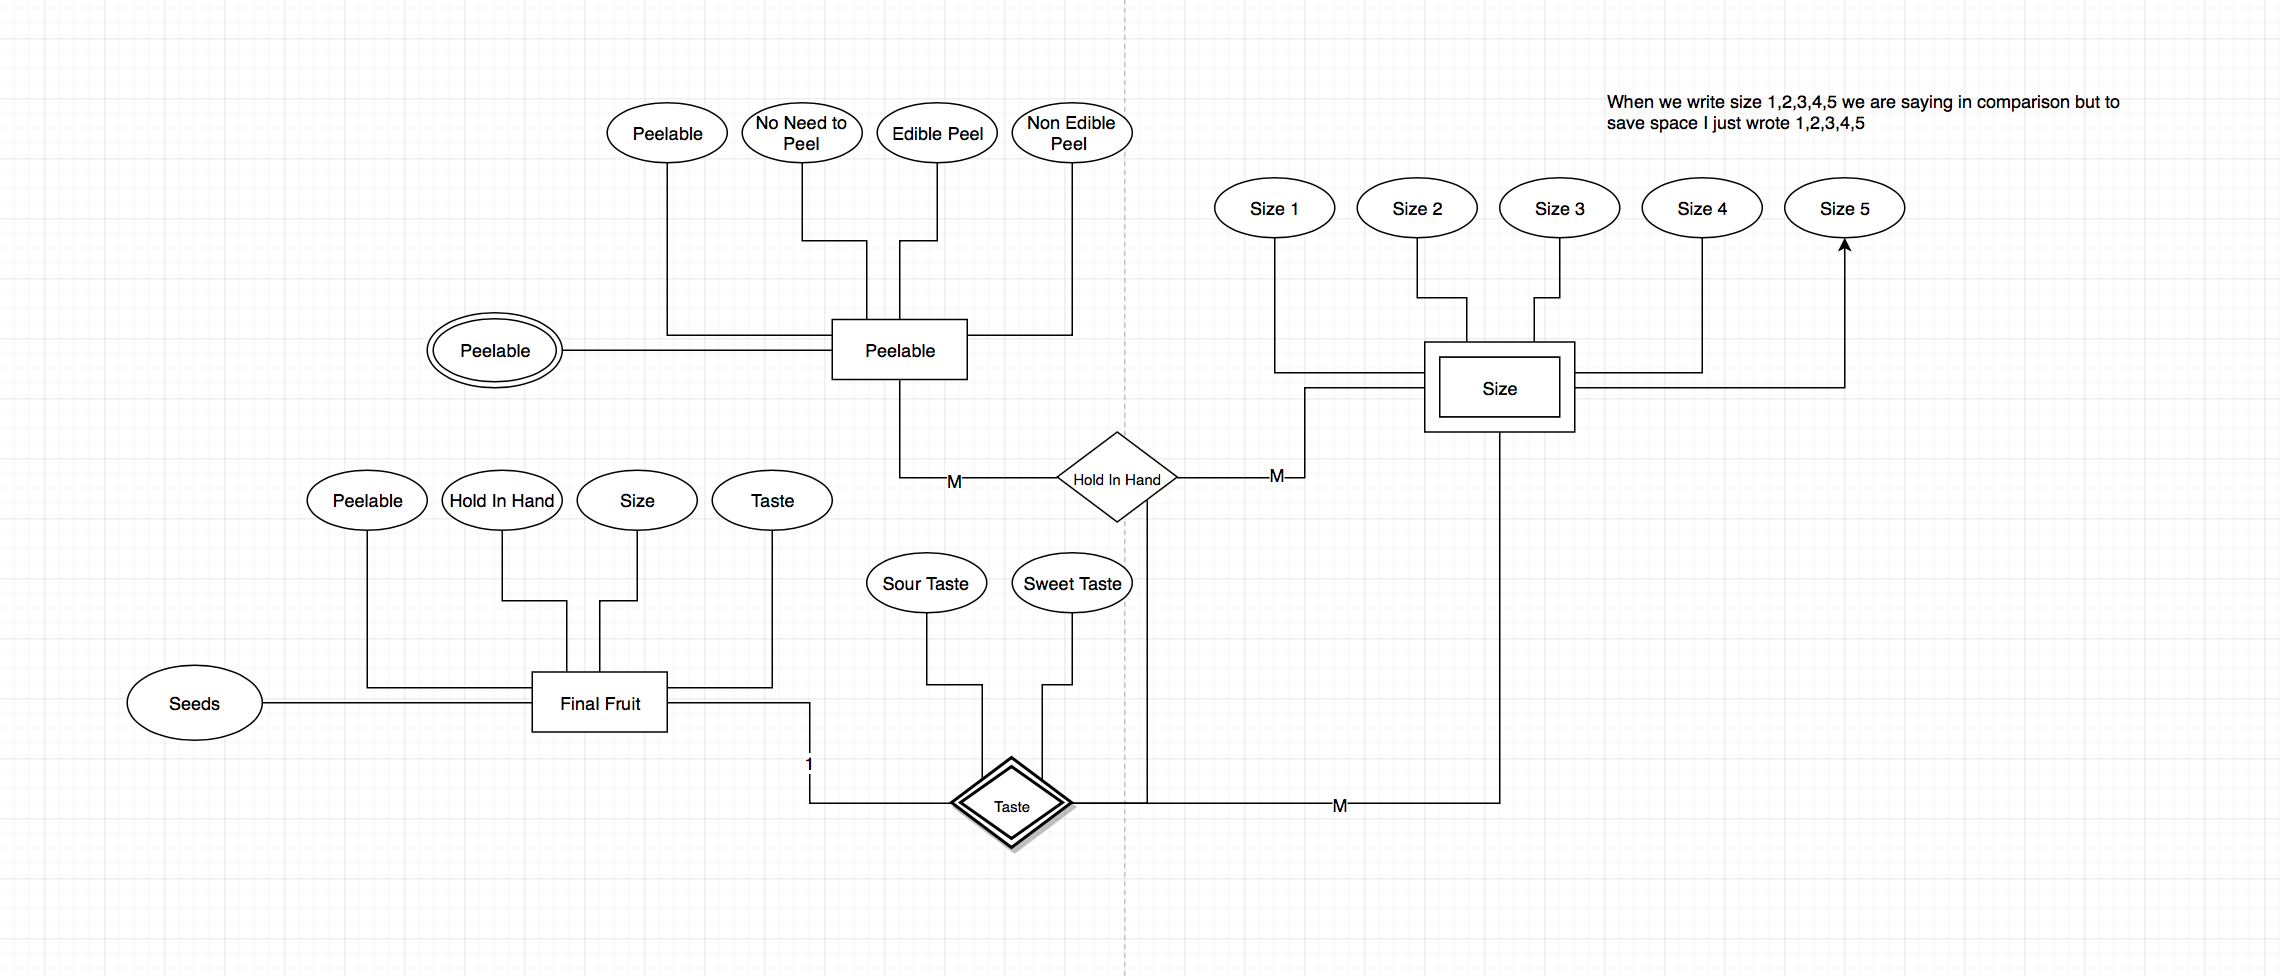 When we write size 1,2,3,4,5 we are saying in comparison but to
save space I just wrote 1,2,3,4,5
Peelable
No Need to
Peel
Edible Peel
Non Edible
Peel
Size 1
Size 2
Size 3
Size 4
Size 5
Peelable
Peelable
Size
M
Hold In Hand
M
Peelable
Hold In Hand
Size
Taste
Sour Taste
Sweet Taste
Seeds
Final Fruit
1
Taste
M